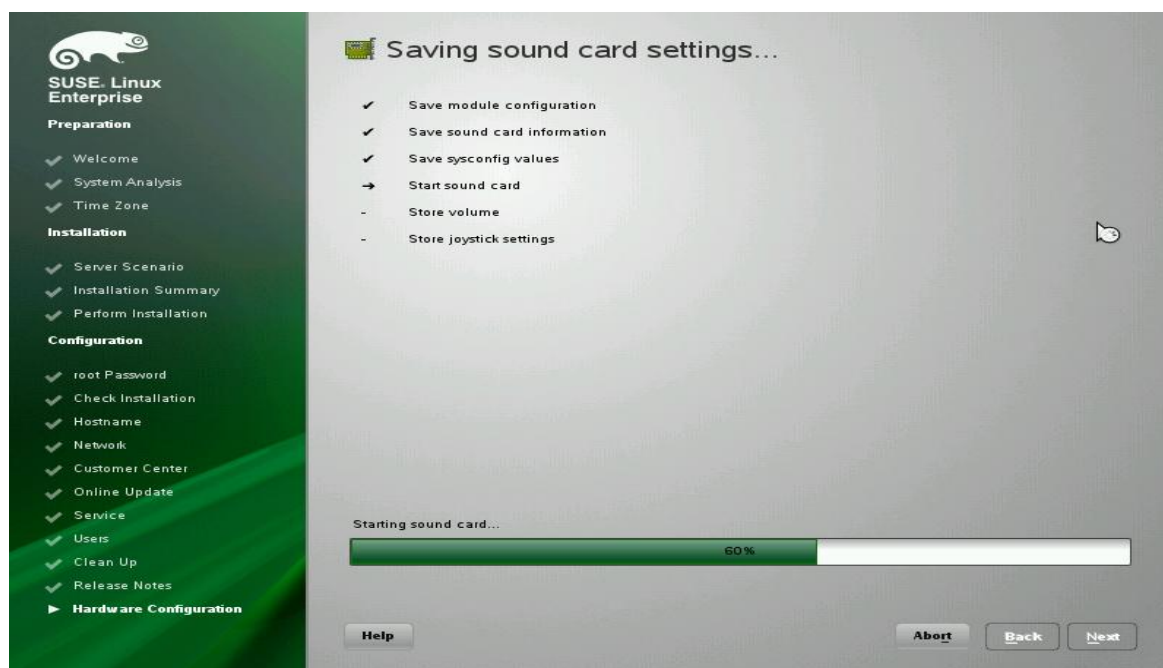 SUSE. Linux
Enterprise
Preparation
Welcome
System Analysis
Time Zone
Installation
Server Scenario
Installation Summary
Perform Installation
Configuration
root Password
Check Installation
Hostname
Network
Customer Center
Online Update
Service
Users
Clean Up
Release Notes
Hardware Configuration
Saving sound card settings...
Save module configuration
Save sound card information
Save sysconfig values
Start sound card
- Store volume
- Store joystick settings
Starting sound card...
60%
Help
Abort
Back
Next